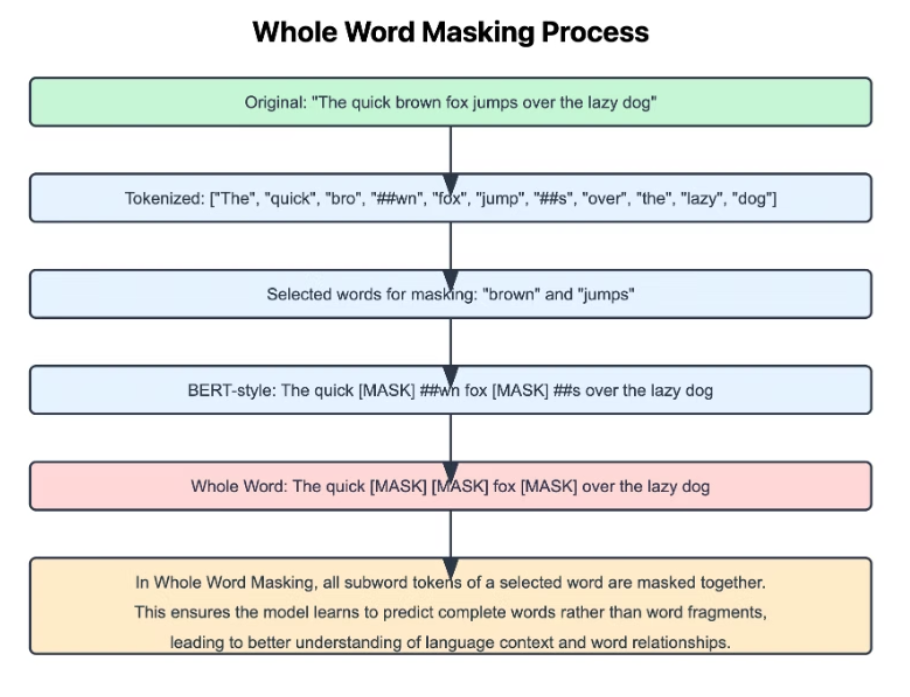 Whole Word Masking Process
Original: "The quick brown fox jumps over the lazy dog"
Tokenized: ["The", "quick", "bro", "##wn", "fox", "jump", "##s", "over", "the", "lazy", "dog"]
Selected words for masking: "brown" and "jumps"
BERT-style: The quick [MASK] ##wn fox [MASK] ##s over the lazy dog
Whole Word: The quick [MASK] [MASK] fox [MASK] over the lazy dog
In Whole Word Masking, all subword tokens of a selected word are masked together.
This ensures the model learns to predict complete words rather than word fragments,
leading to better understanding of language context and word relationships.